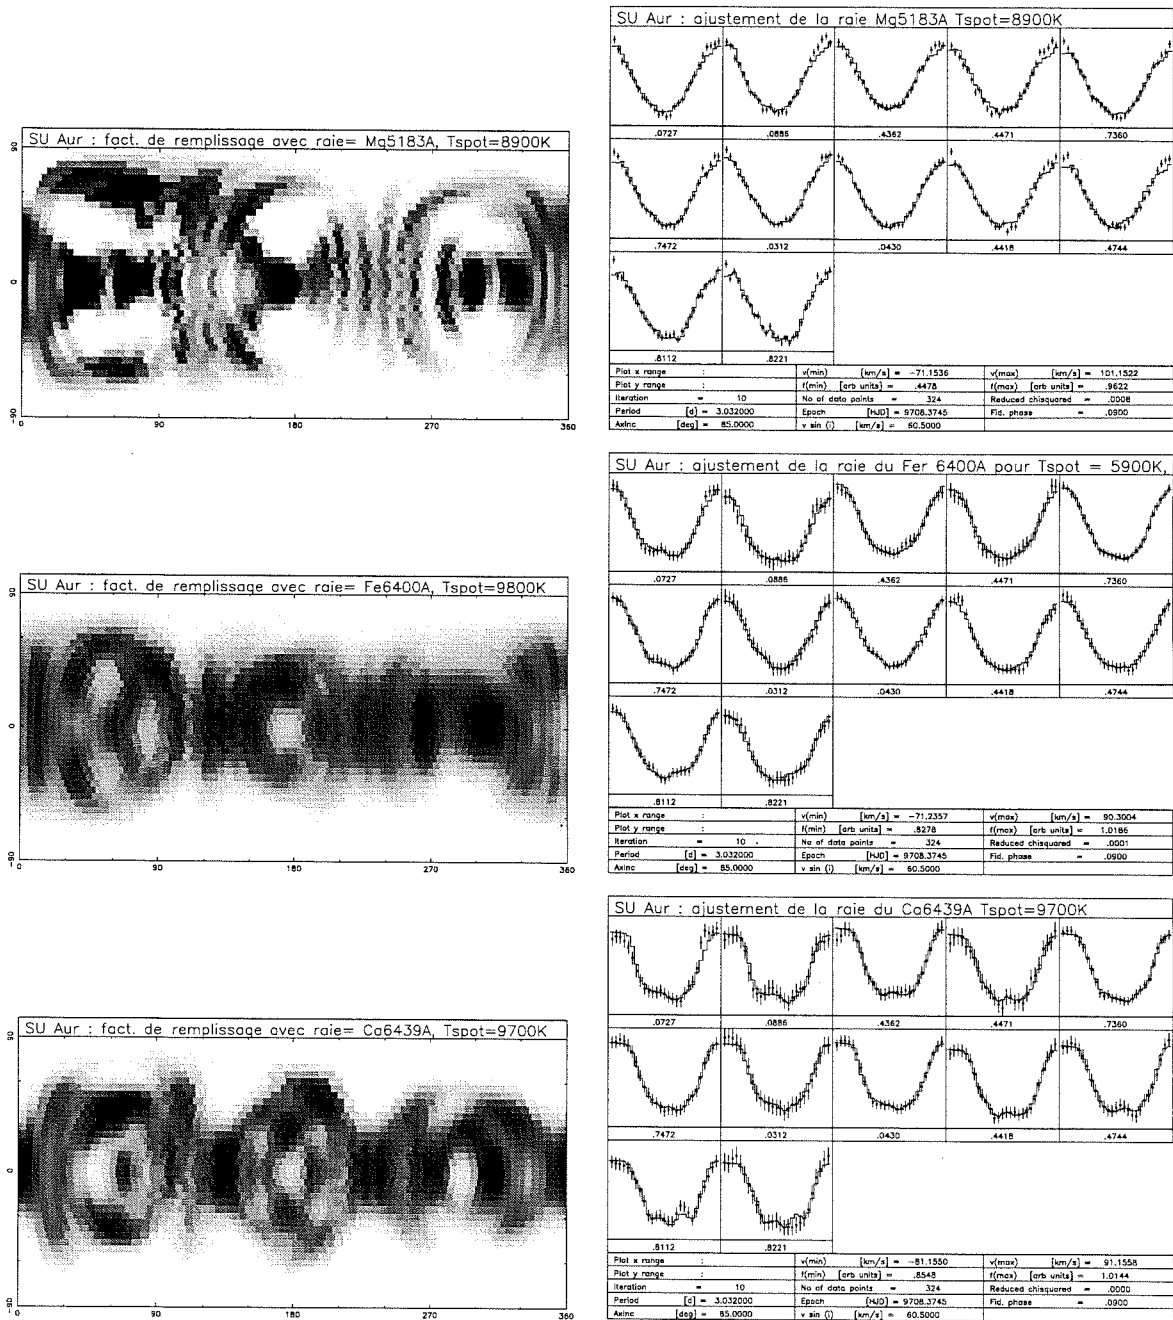 SU Aur : fact. de remplissage avec raie= Mg5183A, Tspot=8900K
90
0
-90
0 90 180 270 360
SU Aur : ajustement de la raie Mg5183A Tspot=8900K
.0727 .0886 .4362 .4471 .7360
.7472 .0312 .0430 .4418 .4744
.8112 .8221
Plot x range : v(min) [km/s] = -71.1536 v(max) [km/s] = 101.1522
Plot y range : f(min) [arb units] = .4478 f(max) [arb units] = .9622
Iteration = 10 No of data points = 324 Reduced chisquared = .0008
Period [d] = 3.032000 Epoch [HJD] = 9708.3745 Fid. phase = .0900
Axinc [deg] = 85.0000 v sin (i) [km/s] = 60.5000
SU Aur : fact. de remplissage avec raie= Fe6400A, Tspot=9800K
90
0
-90
0 90 180 270 360
SU Aur : ajustement de la raie du Fer 6400A pour Tspot = 5900K,
.0727 .0886 .4362 .4471 .7360
.7472 .0312 .0430 .4418 .4744
.8112 .8221
Plot x range : v(min) [km/s] = -71.2357 v(max) [km/s] = 90.3004
Plot y range : f(min) [arb units] = .8278 f(max) [arb units] = 1.0186
Iteration = 10 No of data points = 324 Reduced chisquared = .0001
Period [d] = 3.032000 Epoch [HJD] = 9708.3745 Fid. phase = .0900
Axinc [deg] = 85.0000 v sin (i) [km/s] = 60.5000
SU Aur : fact. de remplissage avec raie= Ca6439A, Tspot=9700K
90
0
-90
0 90 180 270 360
SU Aur : ajustement de la raie du Ca6439A Tspot=9700K
.0727 .0886 .4362 .4471 .7360
.7472 .0312 .0430 .4418 .4744
.8112 .8221
Plot x range : v(min) [km/s] = -81.1550 v(max) [km/s] = 91.1558
Plot y range : f(min) [arb units] = .8548 f(max) [arb units] = 1.0144
Iteration = 10 No of data points = 324 Reduced chisquared = .0000
Period [d] = 3.032000 Epoch [HJD] = 9708.3745 Fid. phase = .0900
Axinc [deg] = 85.0000 v sin (i) [km/s] = 60.5000